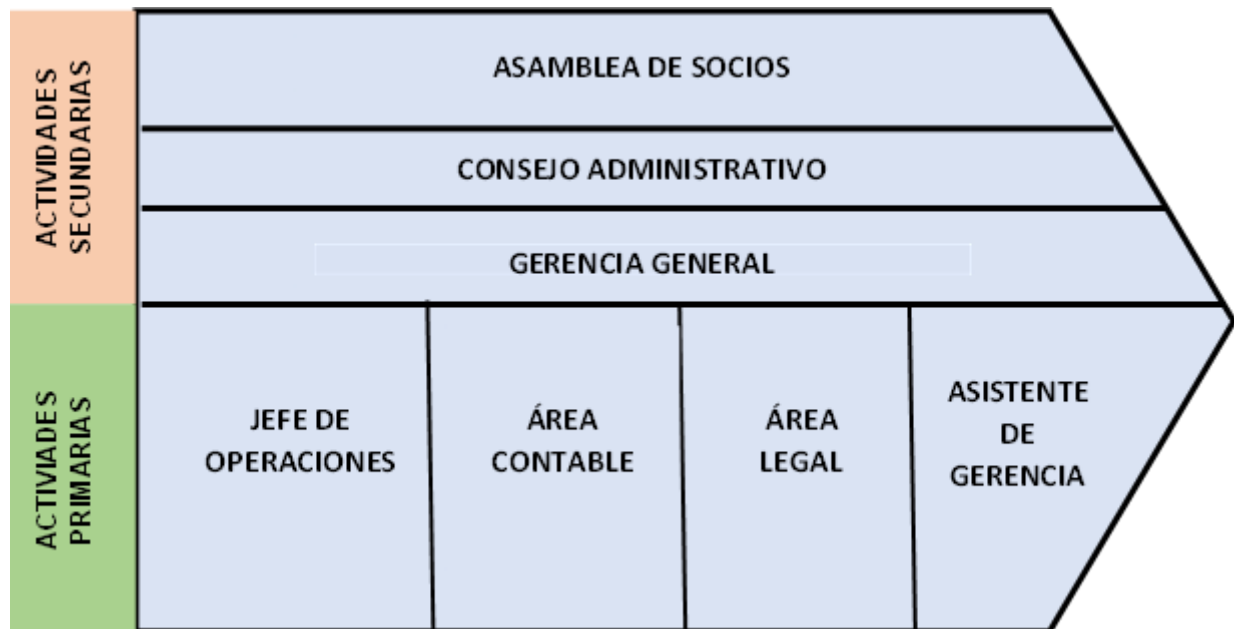 ACTIVIDADES
SECUNDARIAS
ASAMBLEA DE SOCIOS
CONSEJO ADMINISTRATIVO
GERENCIA GENERAL
ACTIVIADES
PRIMARIAS
JEFE DE
OPERACIONES
ÁREA
CONTABLE
ÁREA
LEGAL
ASISTENTE
DE
GERENCIA